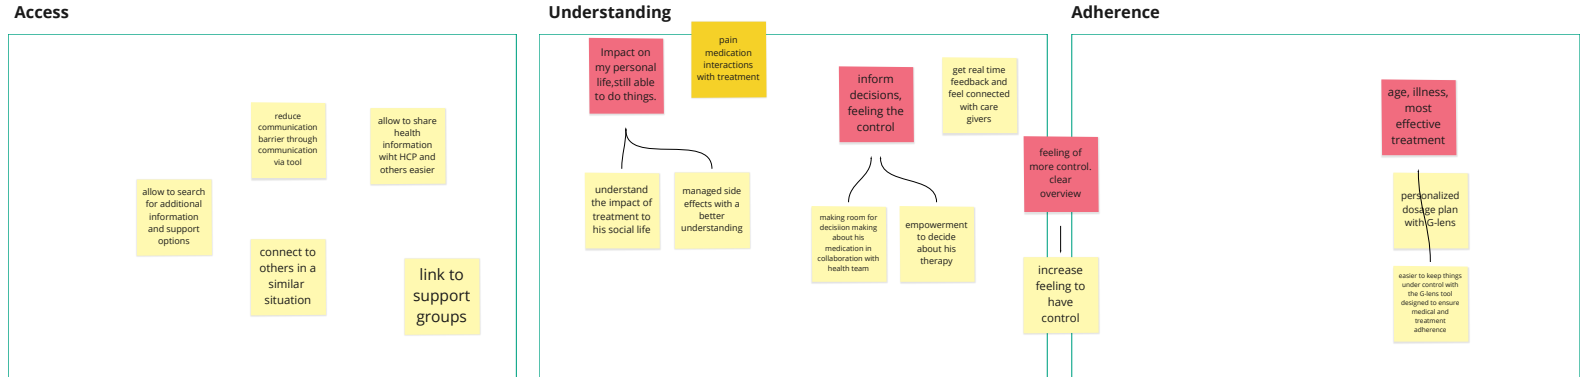 Access
reduce
communication
barrier through
communication
via tool
allow to share
health
information
wiht HCP and
others easier
allow to search
for additional
information
and support
options
connect to
others in a
similar
situation
link to
support
groups
Understanding
Impact on
my personal
life,still able
to do things.
pain
medication
interactions
with treatment
understand
the impact of
treatment to
his social life
managed side
effects with a
better
understanding
inform
decisions,
feeling the
control
get real time
feedback and
feel connected
with care
givers
making room for
decisiion making
about his
medication in
collaboration with
health team
empowerment
to decide
about his
therapy
feeling of
more control.
clear
overview
increase
feeling to
have
control
Adherence
age, illness,
most
effective
treatment
personalized
dosage plan
with G-lens
easier to keep things
under control with
the G-lens tool
designed to ensure
medical and
treatment
adherence